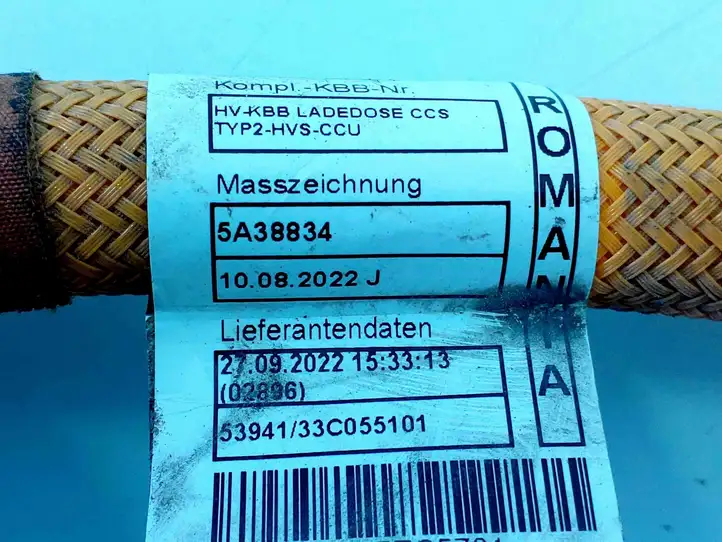 Kompl.-KBB-Nr.
HV-KBB LADEDOSE CCS
TYP2-HVS-CCU
Masszeichnung
5A38834
10.08.2022 J
Lieferantendaten
27.09.2022 15:33:13
(02896)
53941/33C055101
ROMANIA